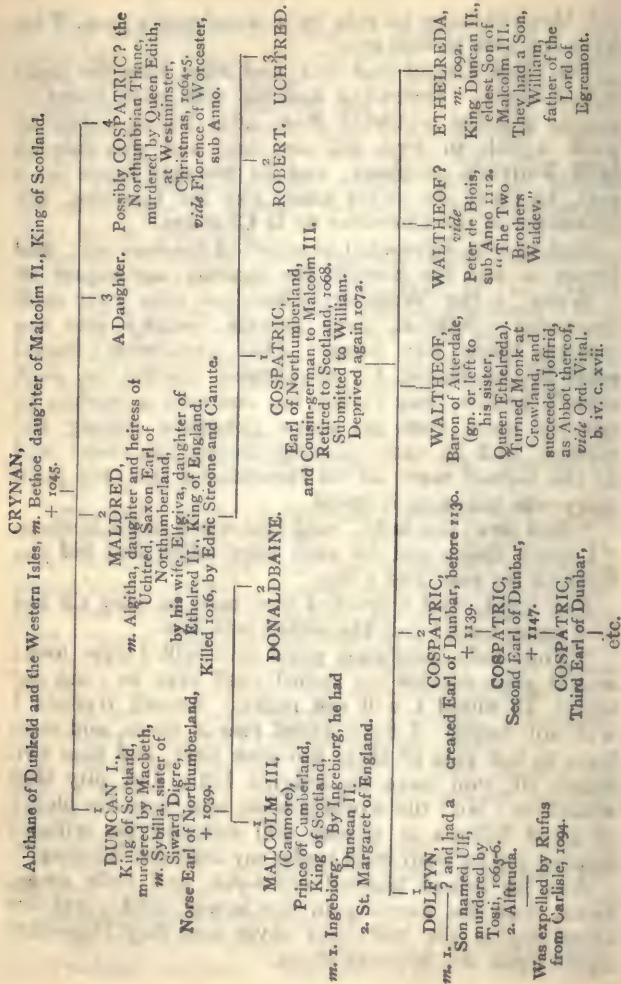 CRYNAN,
Abthane of Dunkeld and the Western Isles, m. Bethoe daughter of Malcolm II., King of Scotland.
+ 1045.
1
DUNCAN I.,
King of Scotland,
murdered by Macbeth,
m. Sybilla, sister of
Siward Digre,
Norse Earl of Northumberland,
+ 1039.
2
MALDRED,
m. Algitha, daughter and heiress of
Uchtred, Saxon Earl of
Northumberland,
by his wife, Elfgiva, daughter of
Ethelred II., King of England.
Killed 1016, by Edric Streone and Canute.
3
A Daughter.
4
Possibly COSPATRIC? the
Northumbrian Thane,
murdered by Queen Edith,
at Westminster,
Christmas, 1064-5.
vide Florence of Worcester,
sub Anno.
1
MALCOLM III,
(Canmore),
Prince of Cumberland,
King of Scotland,
m. 1. Ingebiorg. By Ingebiorg, he had
Duncan II.
2. St. Margaret of England.
2
DONALDBAINE.
1
COSPATRIC,
Earl of Northumberland,
and Cousin-german to Malcolm III.
Retired to Scotland, 1068.
Submitted to William.
Deprived again 1072.
2
ROBERT.
3
UCHTRED.
1
DOLFYN,
m. 1. —— ? and had a
Son named Ulf,
murdered by
Tosti, 1065-6.
2. Alftruda.
Was expelled by Rufus
from Carlisle, 1094.
2
COSPATRIC,
created Earl of Dunbar, before 1130.
+ 1139.
COSPATRIC,
Second Earl of Dunbar,
+ 1147.
COSPATRIC,
Third Earl of Dunbar,
etc.
WALTHEOF,
Baron of Atterdale,
(gn. or left to
his sister,
Queen Ethelreda).
?Turned Monk at
Crowland, and
succeeded Joffrid,
as Abbot thereof,
vide Ord. Vital.
b. iv. c. xvii.
WALTHEOF?
vide
Peter de Blois,
sub Anno 1112.
"The Two
Brothers
Waldev."
ETHELREDA,
m. 1092.
King Duncan II.,
eldest Son of
Malcolm III.
They had a Son,
William,
father of the
Lord of
Egremont.